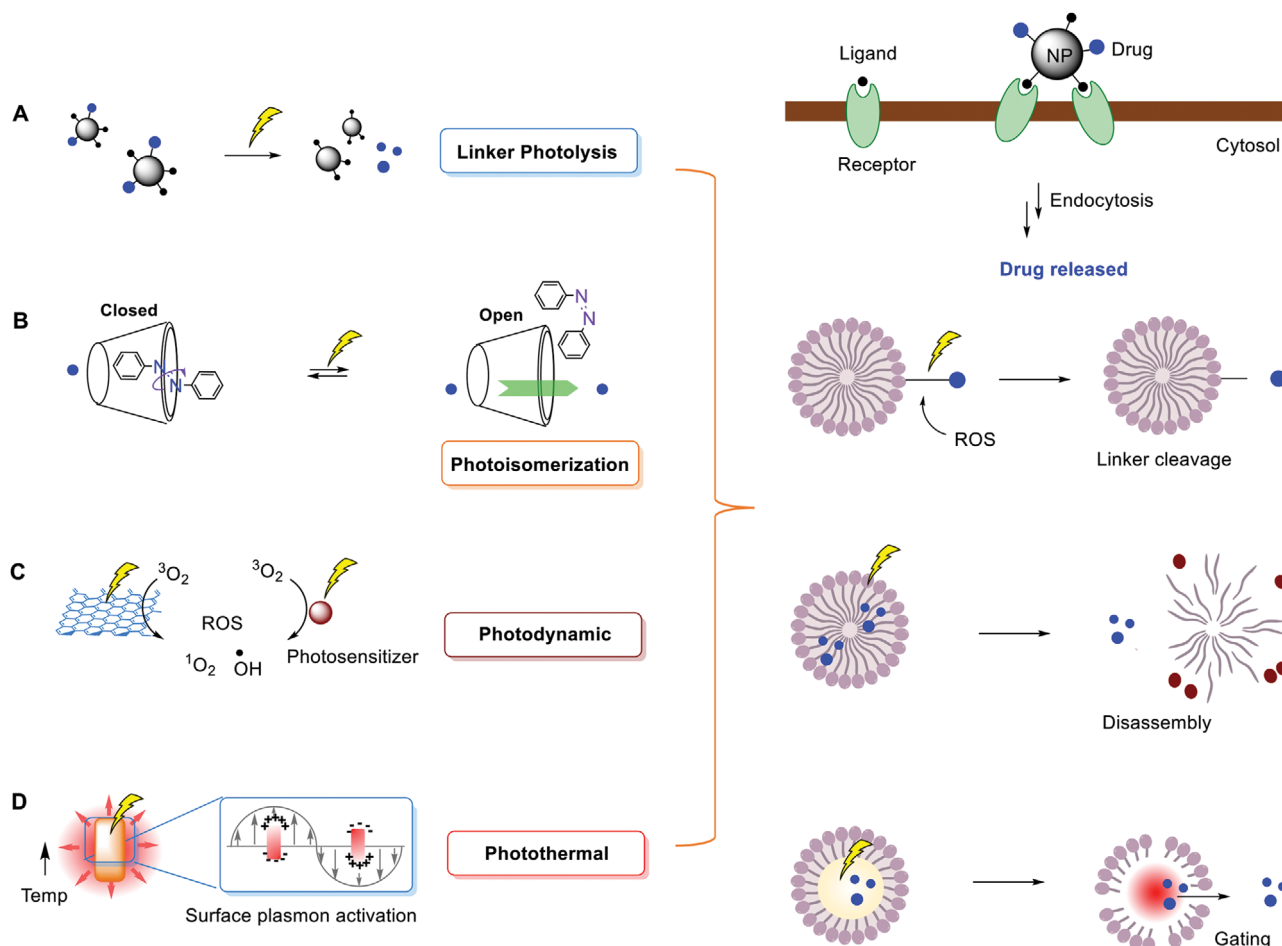 A
Linker Photolysis
B
Closed
N
N
Open
N
N
Photoisomerization
C
³O₂
³O₂
ROS
¹O₂
•
OH
Photosensitizer
Photodynamic
D
Temp
++++
- - - -
- - - -
++++
Surface plasmon activation
Photothermal
Ligand
NP
Drug
Receptor
Cytosol
Endocytosis
Drug released
ROS
Linker cleavage
Disassembly
Gating